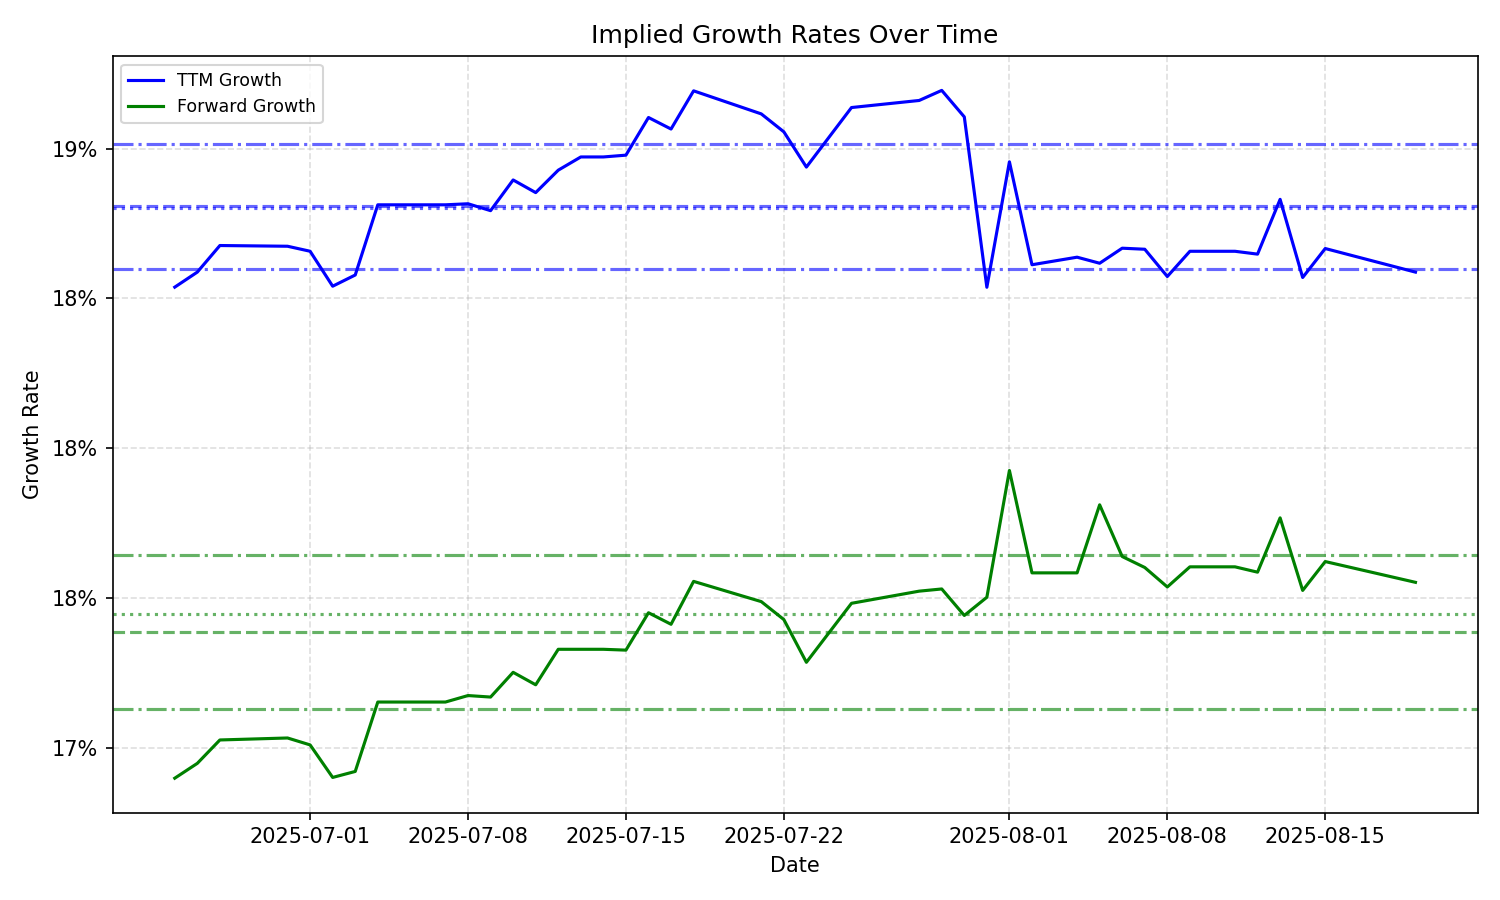 Implied Growth Rates Over Time
TTM Growth
Forward Growth
19%
18%
18%
18%
17%
Growth Rate
2025-07-01
2025-07-08
2025-07-15
2025-07-22
2025-08-01
2025-08-08
2025-08-15
Date